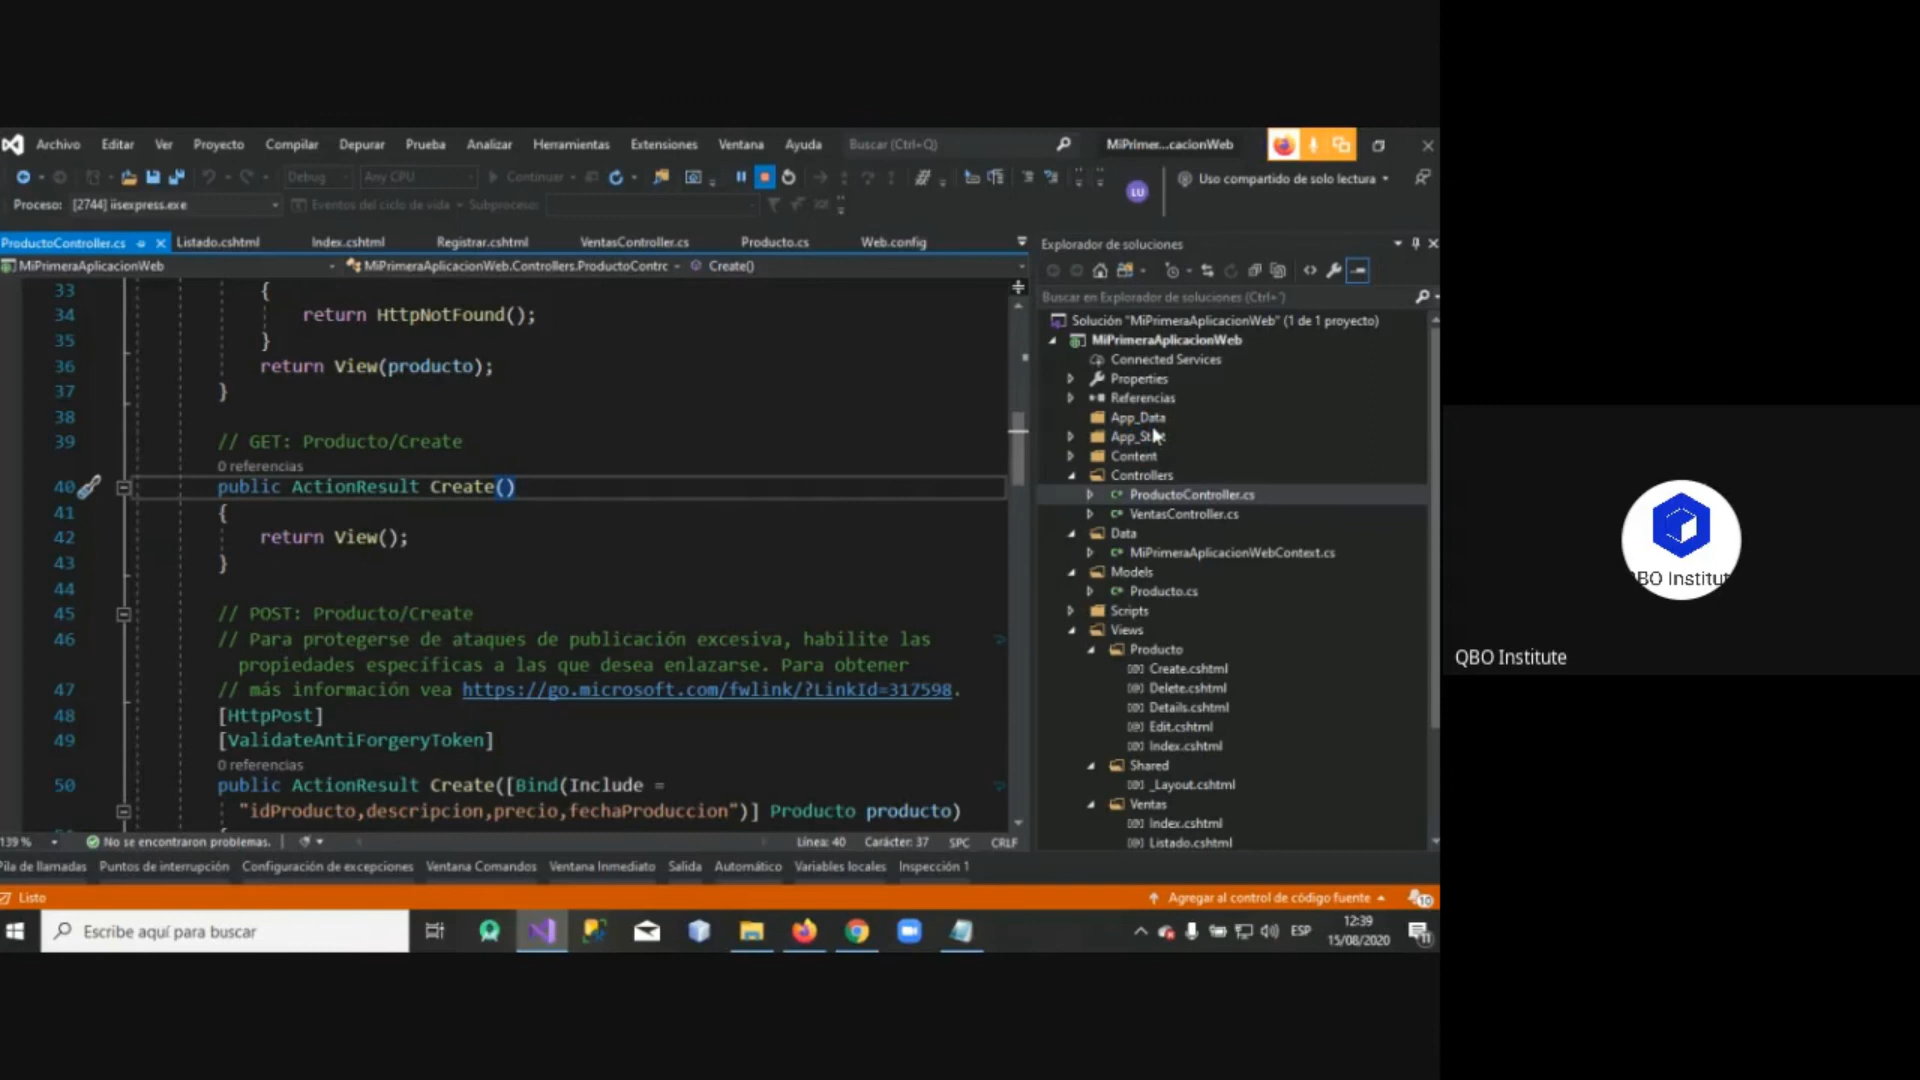 Archivo Editar Ver Proyecto Compilar Depurar Prueba Analizar Herramientas Extensiones Ventana Ayuda Buscar (Ctrl+Q) MiPrimer...cacionWeb
Debug Any CPU Continuar LU Uso compartido de solo lectura
Proceso: [2744] iisexpress.exe Eventos del ciclo de vida Subproceso:
ProductoController.cs Listado.cshtml Index.cshtml Registrar.cshtml VentasController.cs Producto.cs Web.config
MiPrimeraAplicacionWeb MiPrimeraAplicacionWeb.Controllers.ProductoContrc Create()
33 {
34 return HttpNotFound();
35 }
36 return View(producto);
37 }
38
39 // GET: Producto/Create
0 referencias
40 public ActionResult Create()
41 {
42 return View();
43 }
44
45 // POST: Producto/Create
46 // Para protegerse de ataques de publicación excesiva, habilite las
propiedades específicas a las que desea enlazarse. Para obtener
47 // más información vea https://go.microsoft.com/fwlink/?LinkId=317598.
48 [HttpPost]
49 [ValidateAntiForgeryToken]
0 referencias
50 public ActionResult Create([Bind(Include =
"idProducto,descripcion,precio,fechaProduccion")] Producto producto)
139 % No se encontraron problemas. Línea: 40 Carácter: 37 SPC CRLF
Explorador de soluciones
Buscar en Explorador de soluciones (Ctrl+´)
Solución "MiPrimeraAplicacionWeb" (1 de 1 proyecto)
MiPrimeraAplicacionWeb
Connected Services
Properties
Referencias
App_Data
Content
Controllers
ProductoController.cs
VentasController.cs
Data
MiPrimeraAplicacionWebContext.cs
Models
Producto.cs
Scripts
Views
Producto
Create.cshtml
Delete.cshtml
Details.cshtml
Edit.cshtml
Index.cshtml
Shared
_Layout.cshtml
Ventas
Index.cshtml
Listado.cshtml
Pila de llamadas Puntos de interrupción Configuración de excepciones Ventana Comandos Ventana Inmediato Salida Automático Variables locales Inspección 1
Listo Agregar al control de código fuente 10
Escribe aquí para buscar ESP 12:39
15/08/2020 11
BO Institut
QBO Institute